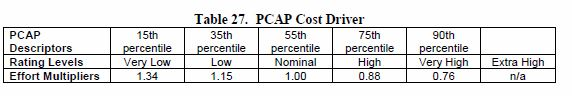 Table 27. PCAP Cost Driver
PCAP Descriptors 15th percentile 35th percentile 55th percentile 75th percentile 90th percentile
Rating Levels Very Low Low Nominal High Very High Extra High
Effort Multipliers 1.34 1.15 1.00 0.88 0.76 n/a